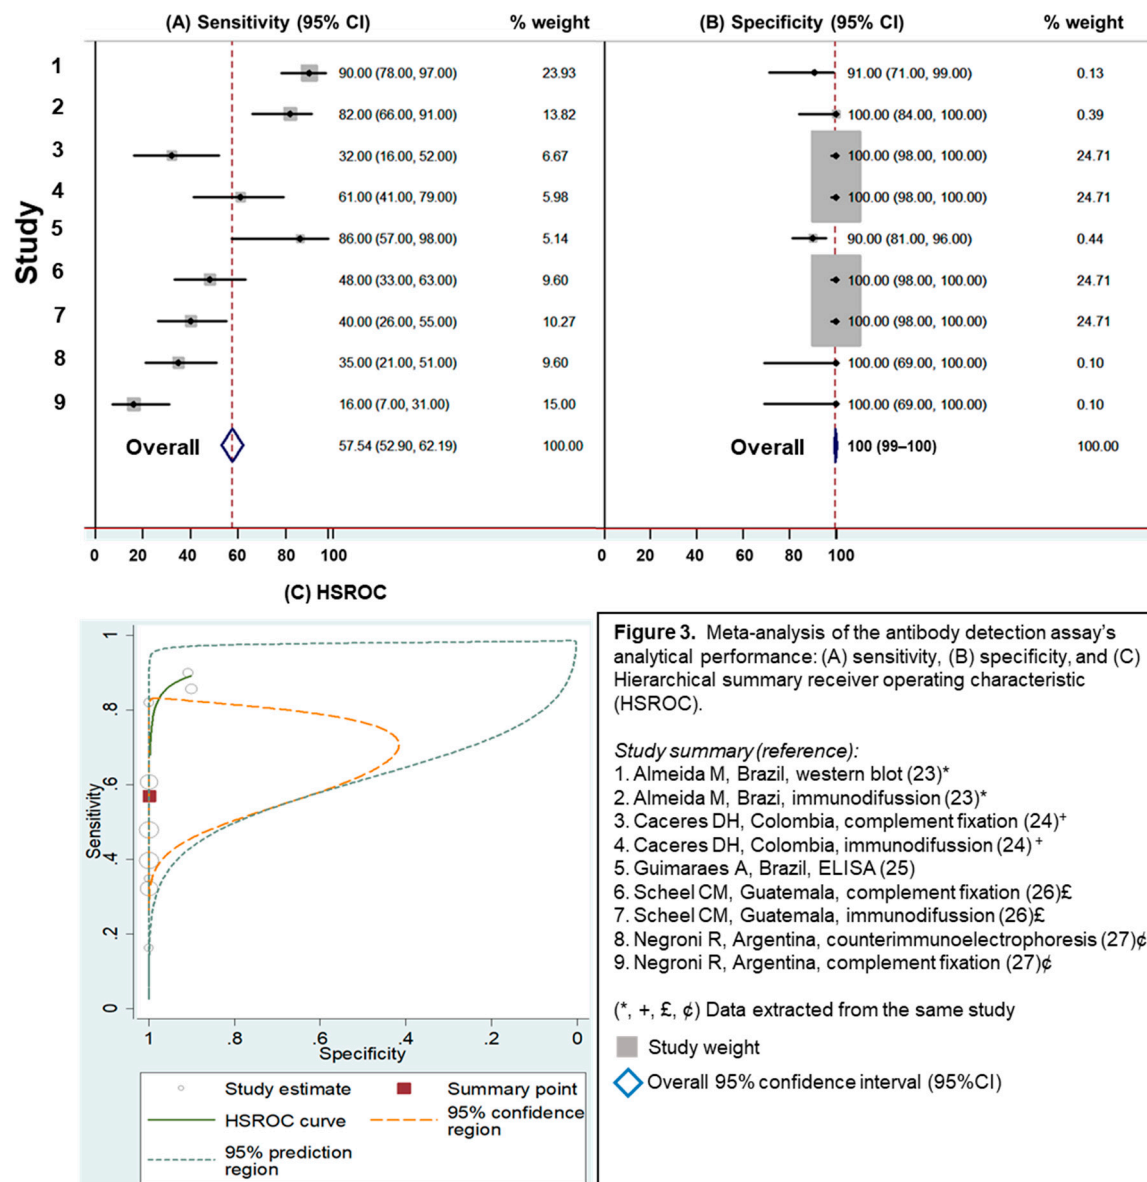 (A) Sensitivity (95% CI) % weight (B) Specificity (95% CI) % weight
Study
1 90.00 (78.00, 97.00) 23.93 91.00 (71.00, 99.00) 0.13
2 82.00 (66.00, 91.00) 13.82 100.00 (84.00, 100.00) 0.39
3 32.00 (16.00, 52.00) 6.67 100.00 (98.00, 100.00) 24.71
4 61.00 (41.00, 79.00) 5.98 100.00 (98.00, 100.00) 24.71
5 86.00 (57.00, 98.00) 5.14 90.00 (81.00, 96.00) 0.44
6 48.00 (33.00, 63.00) 9.60 100.00 (98.00, 100.00) 24.71
7 40.00 (26.00, 55.00) 10.27 100.00 (98.00, 100.00) 24.71
8 35.00 (21.00, 51.00) 9.60 100.00 (69.00, 100.00) 0.10
9 16.00 (7.00, 31.00) 15.00 100.00 (69.00, 100.00) 0.10
Overall 57.54 (52.90, 62.19) 100.00 Overall 100 (99–100) 100.00
0 20 40 60 80 100 0 20 40 60 80 100
(C) HSROC
Sensitivity
1
.8
.6
.4
.2
0
1 .8 .6 .4 .2 0
Specificity
Study estimate Summary point
HSROC curve 95% confidence
region
95% prediction
region
Figure 3. Meta-analysis of the antibody detection assay's
analytical performance: (A) sensitivity, (B) specificity, and (C)
Hierarchical summary receiver operating characteristic
(HSROC).
Study summary (reference):
1. Almeida M, Brazil, western blot (23)*
2. Almeida M, Brazi, immunodifussion (23)*
3. Caceres DH, Colombia, complement fixation (24)+
4. Caceres DH, Colombia, immunodifussion (24) +
5. Guimaraes A, Brazil, ELISA (25)
6. Scheel CM, Guatemala, complement fixation (26)£
7. Scheel CM, Guatemala, immunodifussion (26)£
8. Negroni R, Argentina, counterimmunoelectrophoresis (27)¢
9. Negroni R, Argentina, complement fixation (27)¢
(*, +, £, ¢) Data extracted from the same study
Study weight
Overall 95% confidence interval (95%CI)